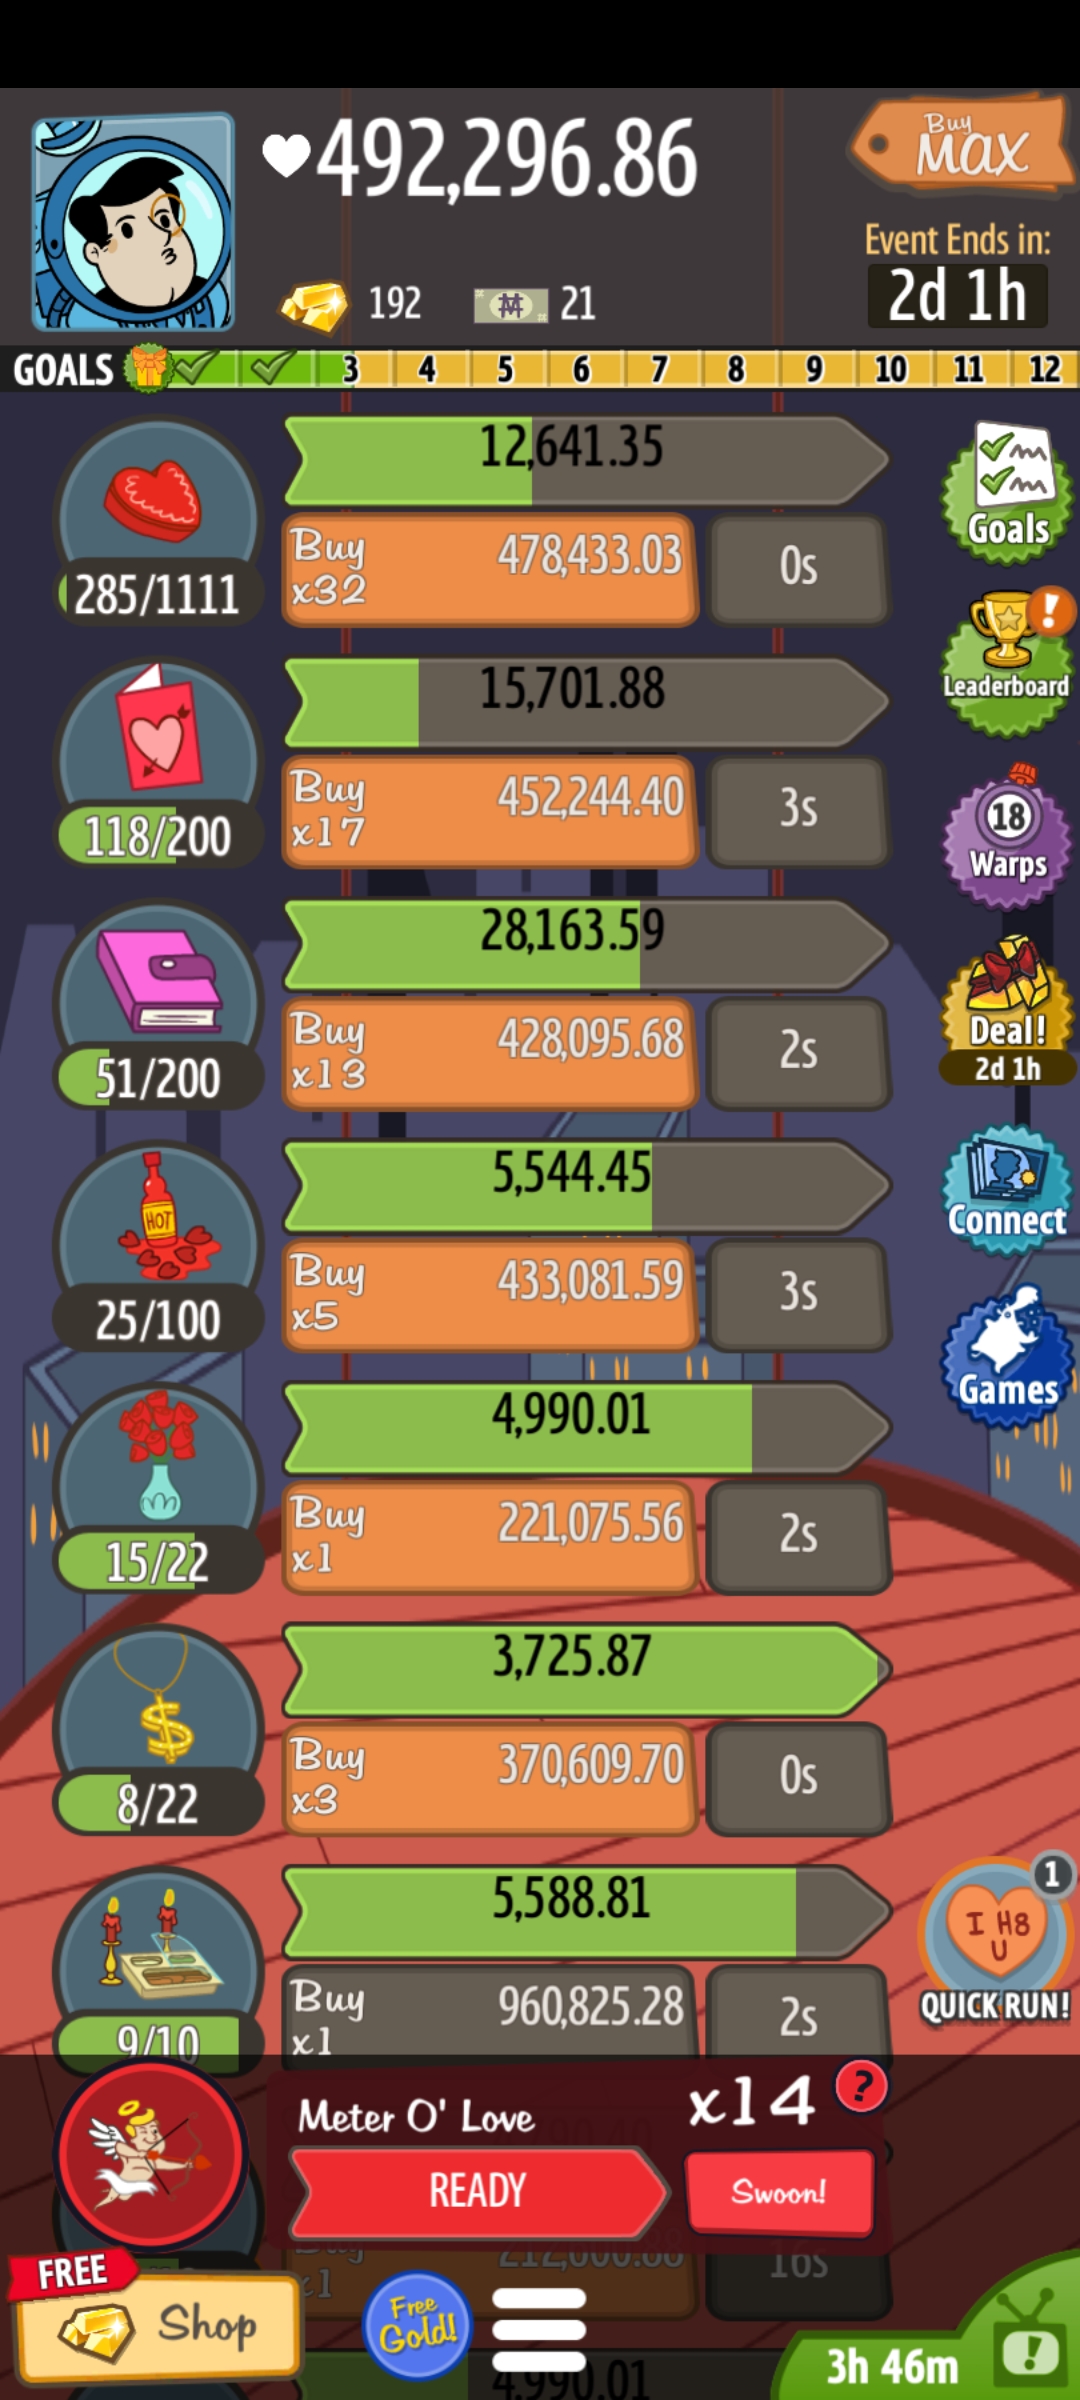 492,296.86
Buy
MAX
Event Ends in:
2d 1h
192
21
GOALS 3 4 5 6 7 8 9 10 11 12
12,641.35
Buy
x32
478,433.03
0s
285/1111
Goals
15,701.88
Buy
x17
452,244.40
3s
118/200
Leaderboard
!
18
Warps
28,163.59
Buy
x13
428,095.68
2s
51/200
Deal!
2d 1h
HOT
5,544.45
Buy
x5
433,081.59
3s
25/100
Connect
4,990.01
Buy
x1
221,075.56
2s
15/22
Games
3,725.87
Buy
x3
370,609.70
0s
8/22
5,588.81
Buy
x1
960,825.28
2s
9/10
1
I H8
U
QUICK RUN!
Meter O' Love
x14
?
READY
Swoon!
Buy
x1
212,600.88
16s
FREE
Shop
Free
Gold!
4,990.01
3h 46m
!